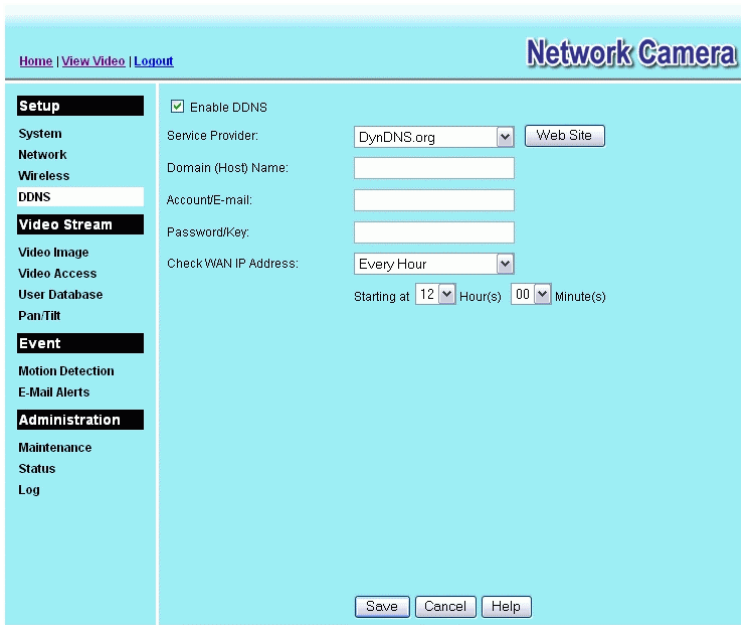 Network Camera
Home | View Video | Logout
Setup
System
Network
Wireless
DDNS
Video Stream
Video Image
Video Access
User Database
Pan/Tilt
Event
Motion Detection
E-Mail Alerts
Administration
Maintenance
Status
Log
Enable DDNS
Service Provider: DynDNS.org Web Site
Domain (Host) Name:
Account/E-mail:
Password/Key:
Check WAN IP Address: Every Hour
Starting at 12 Hour(s) 00 Minute(s)
Save Cancel Help